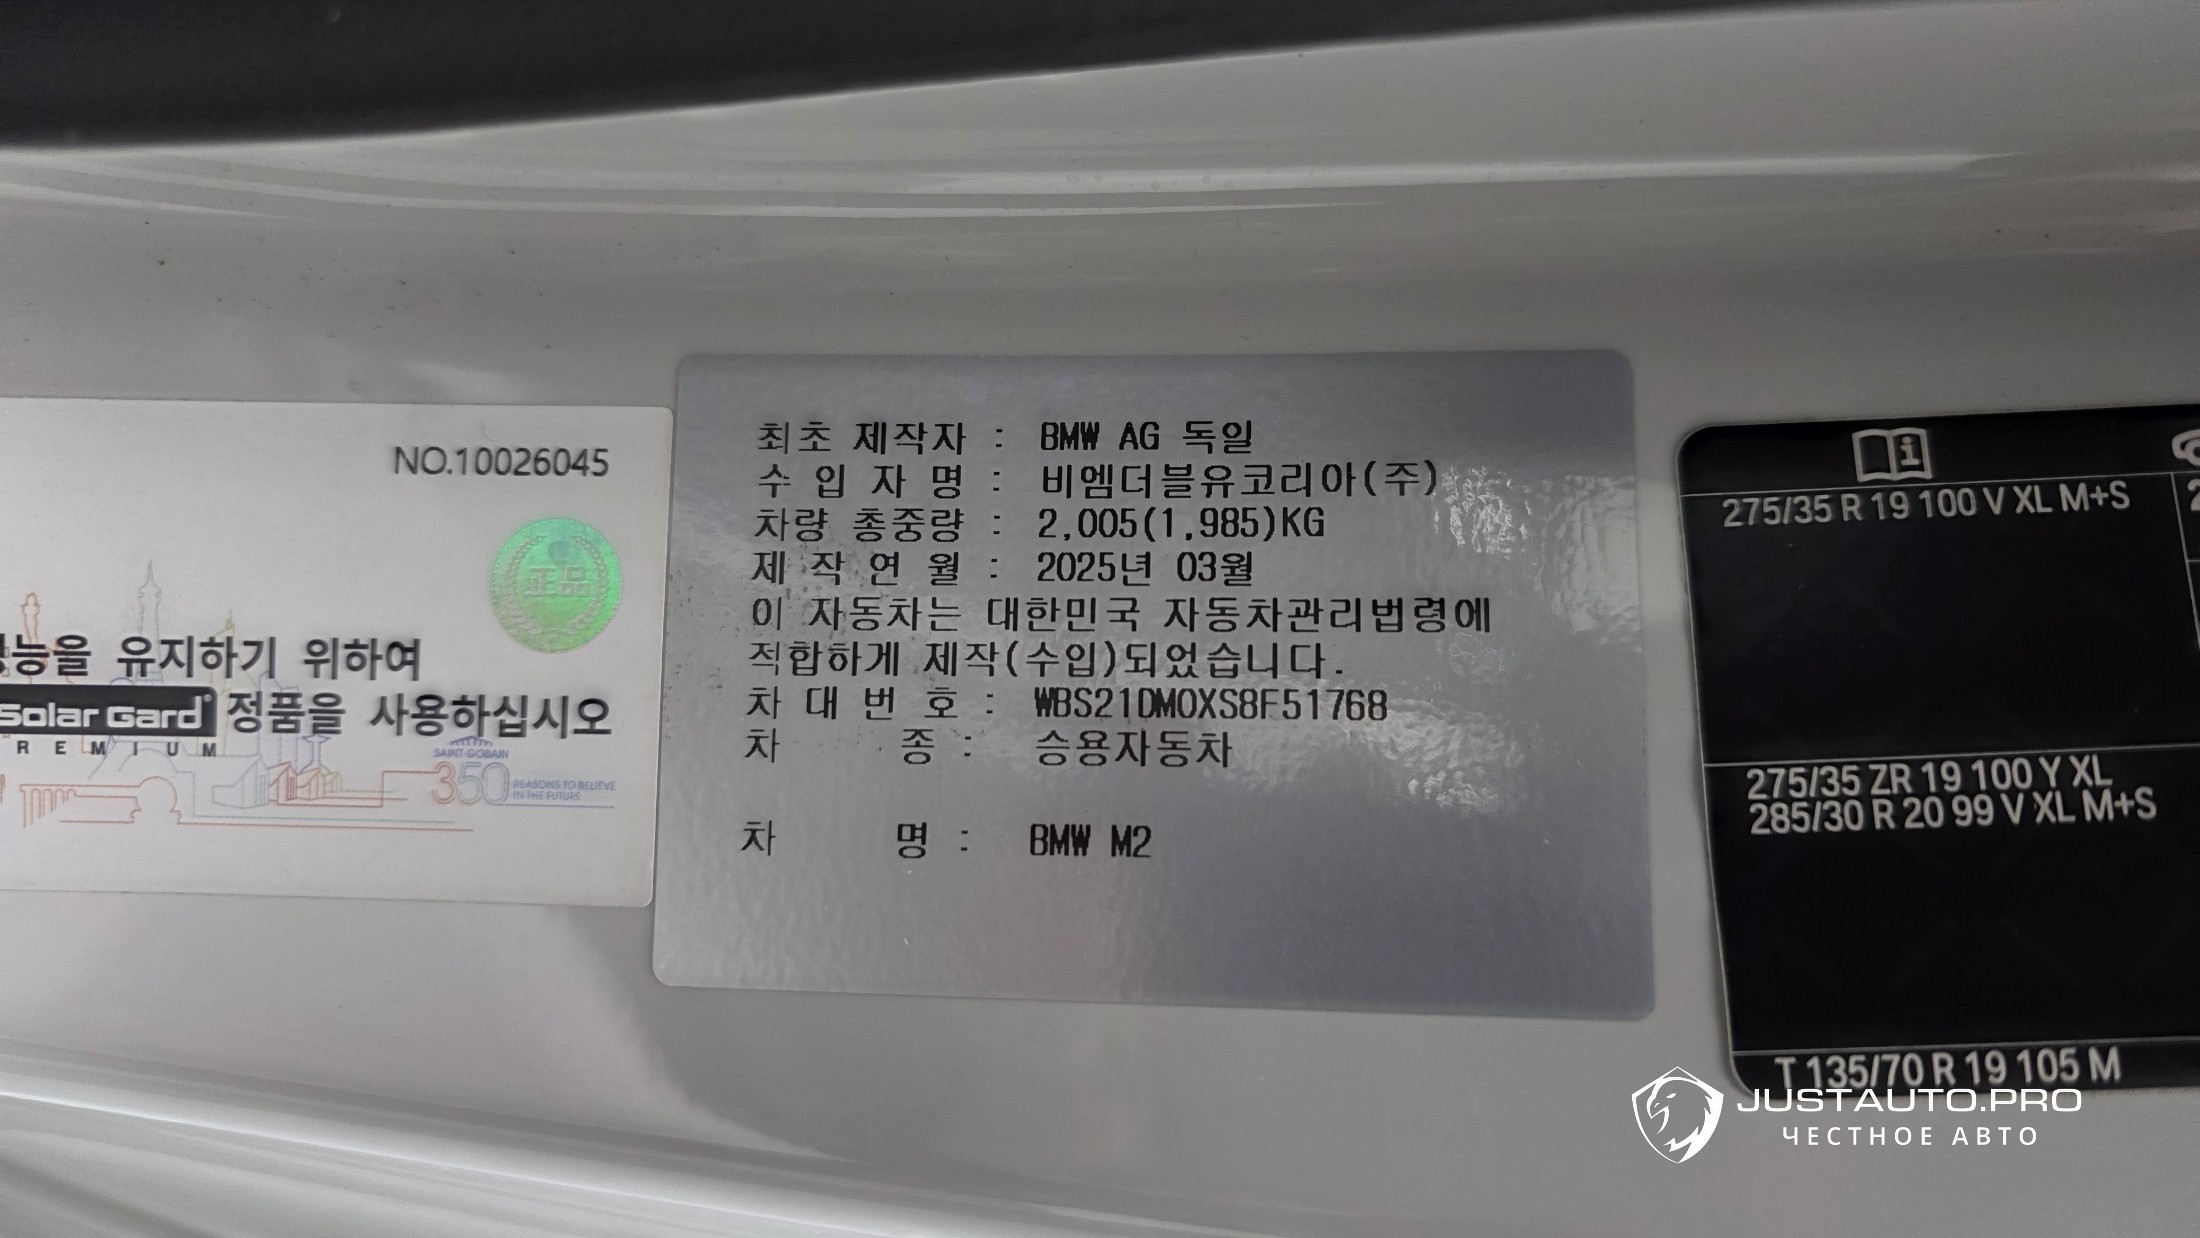 NO.10026045
正品
능을 유지하기 위하여
Solar Gard 정품을 사용하십시오
REMIUM
SAINT-GOBAIN
350 REASONS TO BELIEVE
IN THE FUTURE
최초 제작자 : BMW AG 독일
수 입 자 명 : 비엠더블유코리아(주)
차량 총중량 : 2,005(1,985)KG
제 작 연 월 : 2025년 03월
이 자동차는 대한민국 자동차관리법령에
적합하게 제작(수입)되었습니다.
차 대 번 호 : WBS21DM0XS8F51768
차 종 : 승용자동차
차 명 : BMW M2
275/35 R 19 100 V XL M+S
275/35 ZR 19 100 Y XL
285/30 R 20 99 V XL M+S
T 135/70 R 19 105 M
JUSTAUTO.PRO
ЧЕСТНОЕ АВТО